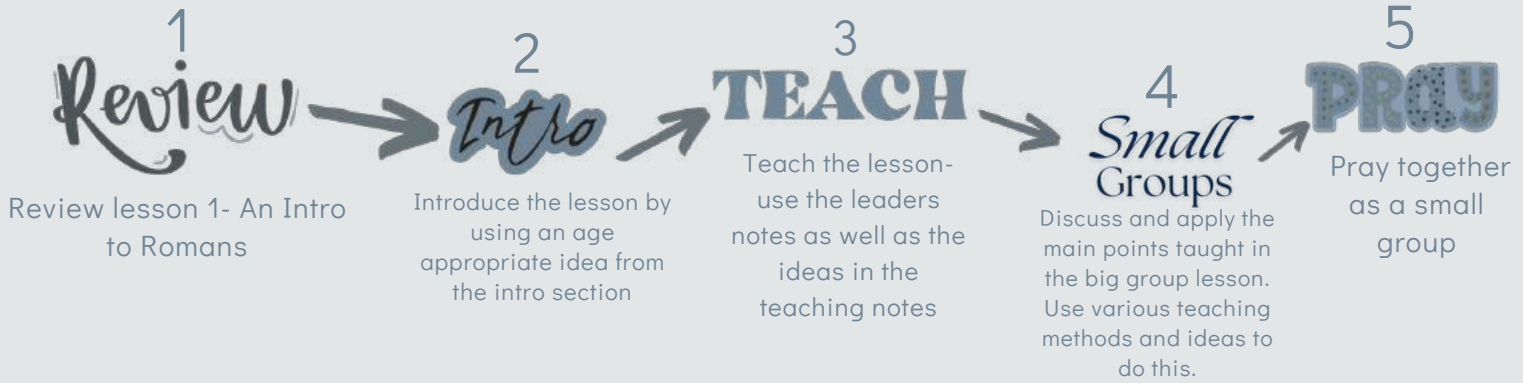 1
Review
Review lesson 1- An Intro
to Romans
2
Intro
Introduce the lesson by
using an age
appropriate idea from
the intro section
3
TEACH
Teach the lesson-
use the leaders
notes as well as the
ideas in the
teaching notes
4
Small
Groups
Discuss and apply the
main points taught in
the big group lesson.
Use various teaching
methods and ideas to
do this.
5
PRAY
Pray together
as a small
group